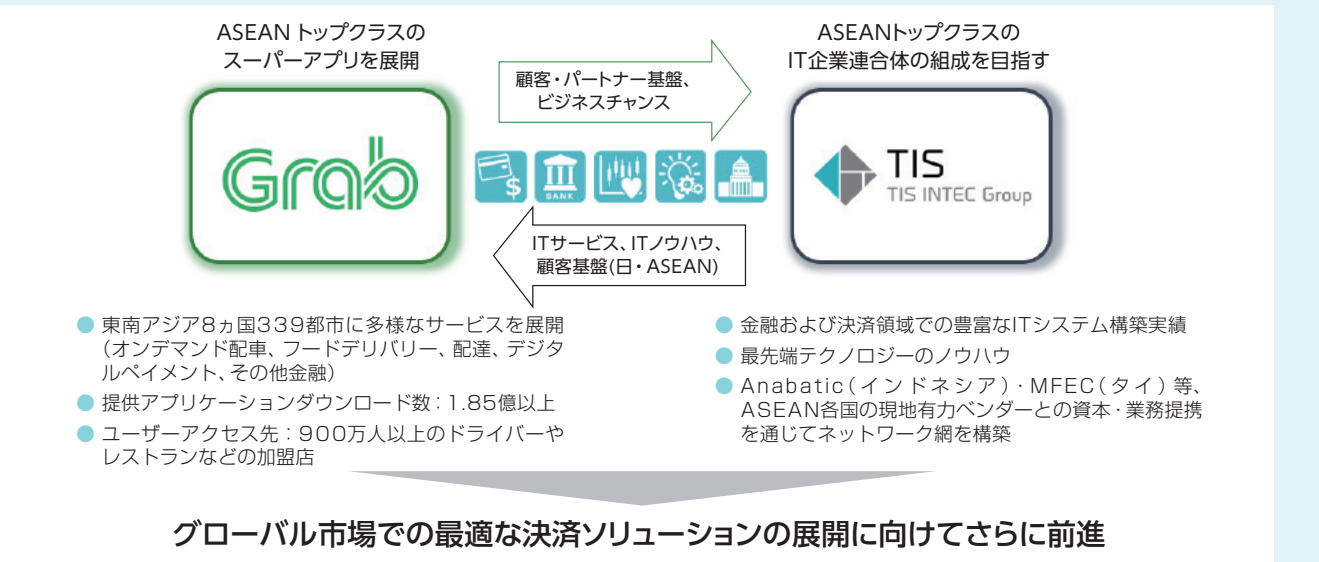 ASEAN トップクラスの
スーパーアプリを展開
Grab
顧客・パートナー基盤、
ビジネスチャンス
$
BANK
ITサービス、ITノウハウ、
顧客基盤(日・ASEAN)
ASEANトップクラスの
IT企業連合体の組成を目指す
TIS
TIS INTEC Group
● 東南アジア8ヵ国339都市に多様なサービスを展開
（オンデマンド配車、フードデリバリー、配達、デジタ
ルペイメント、その他金融）
● 提供アプリケーションダウンロード数：1.85億以上
● ユーザーアクセス先：900万人以上のドライバーや
レストランなどの加盟店
● 金融および決済領域での豊富なITシステム構築実績
● 最先端テクノロジーのノウハウ
● Anabatic（インドネシア）・MFEC（タイ）等、
ASEAN各国の現地有力ベンダーとの資本・業務提携
を通じてネットワーク網を構築
グローバル市場での最適な決済ソリューションの展開に向けてさらに前進